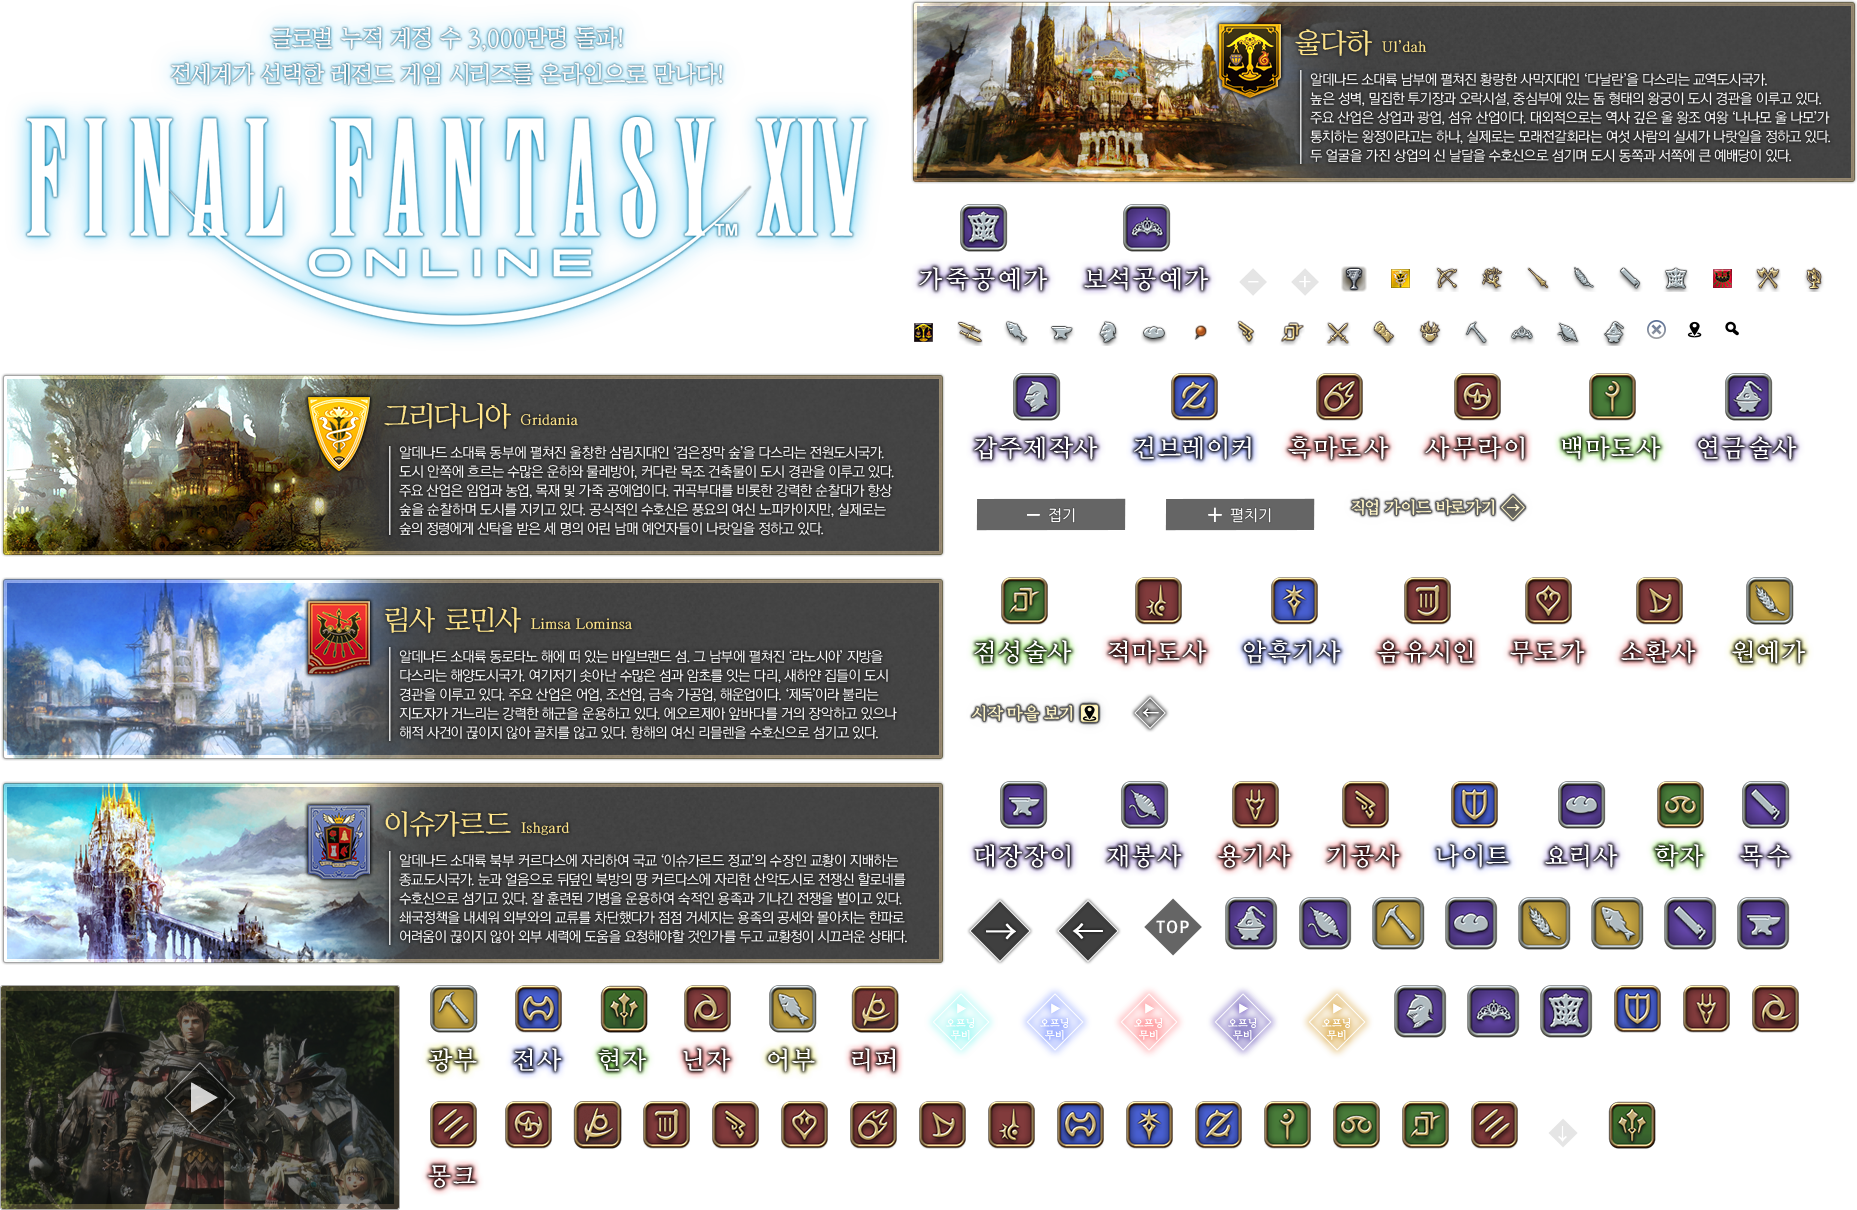 글로벌 누적 계정 수 3,000만명 돌파!
전세계가 선택한 레전드 게임 시리즈를 온라인으로 만나다!
FINAL FANTASY XIV
TM
ONLINE
울다하 Ul'dah
알데나드 소대륙 남부에 펼쳐진 황량한 사막지대인 ‘다날란’을 다스리는 교역도시국가.
높은 성벽, 밀집한 투기장과 오락시설, 중심부에 있는 돔 형태의 왕궁이 도시 경관을 이루고 있다.
주요 산업은 상업과 광업, 섬유 산업이다. 대외적으로는 역사 깊은 울 왕조 여왕 ‘나나모 울 나모’가
통치하는 왕정이라고는 하나, 실제로는 모래전갈회라는 여섯 사람의 실세가 나랏일을 정하고 있다.
두 얼굴을 가진 상업의 신 날달을 수호신으로 섬기며 도시 동쪽과 서쪽에 큰 예배당이 있다.
가죽공예가 보석공예가
그리다니아 Gridania
알데나드 소대륙 동부에 펼쳐진 울창한 삼림지대인 ‘검은장막 숲’을 다스리는 전원도시국가.
도시 안쪽에 흐르는 수많은 운하와 물레방아, 커다란 목조 건축물이 도시 경관을 이루고 있다.
주요 산업은 임업과 농업, 목재 및 가죽 공예업이다. 귀곡부대를 비롯한 강력한 순찰대가 항상
숲을 순찰하며 도시를 지키고 있다. 공식적인 수호신은 풍요의 여신 노피카이지만, 실제로는
숲의 정령에게 신탁을 받은 세 명의 어린 남매 예언자들이 나랏일을 정하고 있다.
갑주제작사 건브레이커 흑마도사 사무라이 백마도사 연금술사
접기 펼치기 직업 가이드 바로가기
림사 로민사 Limsa Lominsa
알데나드 소대륙 동로타노 해에 떠 있는 바일브랜드 섬. 그 남부에 펼쳐진 ‘라노시아’ 지방을
다스리는 해양도시국가. 여기저기 솟아난 수많은 섬과 암초를 잇는 다리, 새하얀 집들이 도시
경관을 이루고 있다. 주요 산업은 어업, 조선업, 금속 가공업, 해운업이다. ‘제독’이라 불리는
지도자가 거느리는 강력한 해군을 운용하고 있다. 에오르제아 앞바다를 거의 장악하고 있으나
해적 사건이 끊이지 않아 골치를 앓고 있다. 항해의 여신 리믈렌을 수호신으로 섬기고 있다.
점성술사 적마도사 암흑기사 음유시인 무도가 소환사 원예가
시작 마을 보기
이슈가르드 Ishgard
알데나드 소대륙 북부 커르다스에 자리하여 국교 ‘이슈가르드 정교’의 수장인 교황이 지배하는
종교도시국가. 눈과 얼음으로 뒤덮인 북방의 땅 커르다스에 자리한 산악도시로 전쟁신 할로네를
수호신으로 섬기고 있다. 잘 훈련된 기병을 운용하여 숙적인 용족과 기나긴 전쟁을 벌이고 있다.
쇄국정책을 내세워 외부와의 교류를 차단했다가 점점 거세지는 용족의 공세와 몰아치는 한파로
어려움이 끊이지 않아 외부 세력에 도움을 요청해야할 것인가를 두고 교황청이 시끄러운 상태다.
대장장이 재봉사 용기사 기공사 나이트 요리사 학자 목수
TOP
광부 전사 현자 닌자 어부 리퍼
오프닝 오프닝 오프닝 오프닝 오프닝
무비 무비 무비 무비 무비
몽크